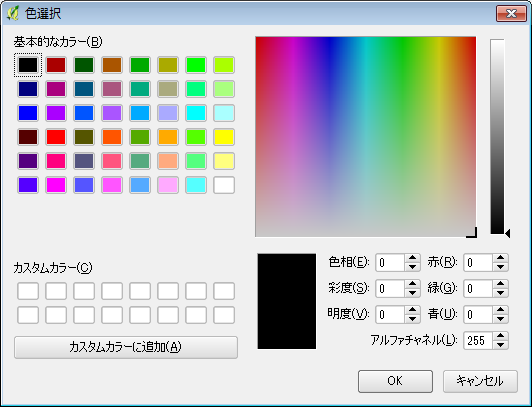 色選択
基本的なカラー(B)
カスタムカラー(C)
カスタムカラーに追加(A)
色相(E): 0 赤(R): 0
彩度(S): 0 緑(G): 0
明度(V): 0 青(U): 0
アルファチャネル(L): 255
OK キャンセル